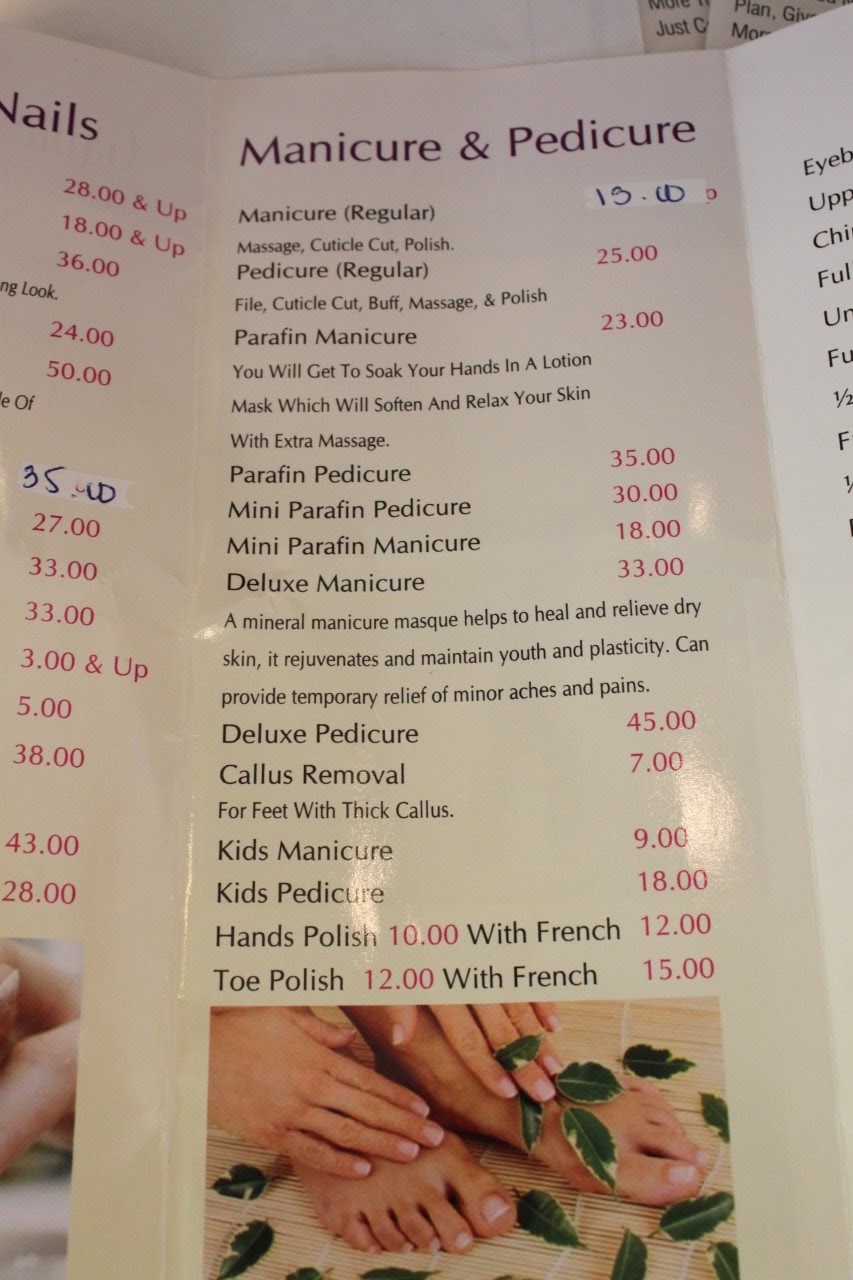 More
Just
Plan,
Nails
28.00 & Up
18.00 & Up
36.00
Look.
24.00
50.00
Of
35.00
27.00
33.00
33.00
3.00 & Up
5.00
38.00
43.00
28.00
Manicure & Pedicure
Manicure (Regular)
Massage, Cuticle Cut, Polish.
Pedicure (Regular) 25.00
File, Cuticle Cut, Buff, Massage, & Polish
Parafin Manicure 23.00
You Will Get To Soak Your Hands In A Lotion
Mask Which Will Soften And Relax Your Skin
With Extra Massage.
Parafin Pedicure 35.00
Mini Parafin Pedicure 30.00
Mini Parafin Manicure 18.00
Deluxe Manicure 33.00
A mineral manicure masque helps to heal and relieve dry
skin, it rejuvenates and maintain youth and plasticity. Can
provide temporary relief of minor aches and pains.
Deluxe Pedicure 45.00
Callus Removal 7.00
For Feet With Thick Callus.
Kids Manicure 9.00
Kids Pedicure 18.00
Hands Polish 10.00 With French 12.00
Toe Polish 12.00 With French 15.00
½